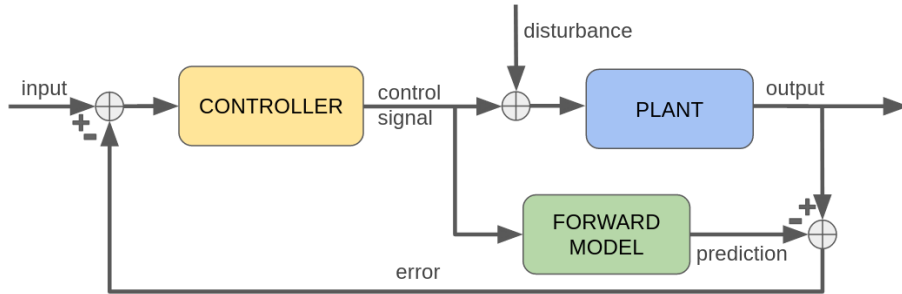 disturbance
input
CONTROLLER
control
signal
PLANT
output
+
-
FORWARD
MODEL
+
-
prediction
error